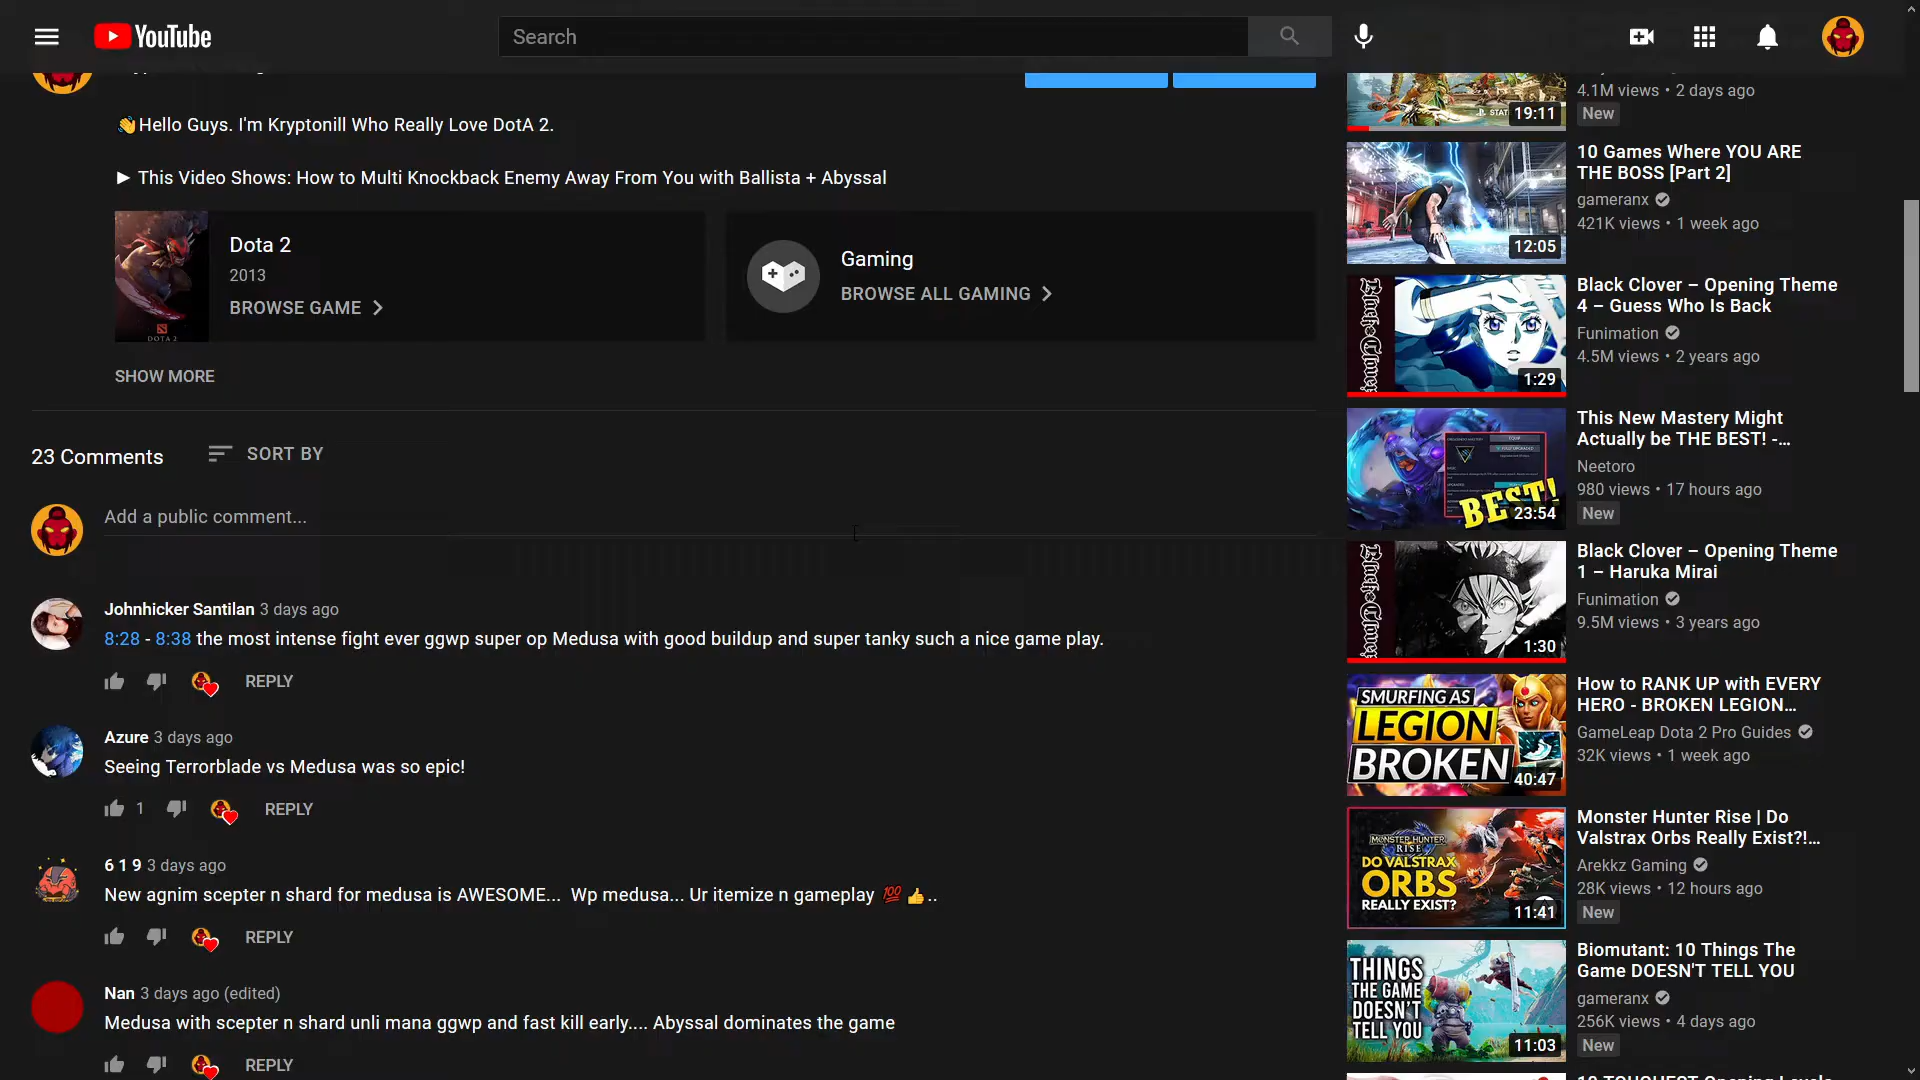 YouTube
Search
👋Hello Guys. I'm Kryptonill Who Really Love DotA 2.
► This Video Shows: How to Multi Knockback Enemy Away From You with Ballista + Abyssal
DOTA 2
Dota 2
2013
BROWSE GAME
Gaming
BROWSE ALL GAMING
SHOW MORE
23 Comments
SORT BY
Add a public comment...
Johnhicker Santilan 3 days ago
8:28 - 8:38 the most intense fight ever ggwp super op Medusa with good buildup and super tanky such a nice game play.
REPLY
Azure 3 days ago
Seeing Terrorblade vs Medusa was so epic!
1
REPLY
6 1 9 3 days ago
New agnim scepter n shard for medusa is AWESOME... Wp medusa... Ur itemize n gameplay 💯 👍..
REPLY
Nan 3 days ago (edited)
Medusa with scepter n shard unli mana ggwp and fast kill early.... Abyssal dominates the game
REPLY
19:11
4.1M views • 2 days ago
New
12:05
10 Games Where YOU ARE
THE BOSS [Part 2]
gameranx
421K views • 1 week ago
Black Clover
1:29
Black Clover – Opening Theme
4 – Guess Who Is Back
Funimation
4.5M views • 2 years ago
BEST!
23:54
This New Mastery Might
Actually be THE BEST! -...
Neetoro
980 views • 17 hours ago
New
Black Clover
1:30
Black Clover – Opening Theme
1 – Haruka Mirai
Funimation
9.5M views • 3 years ago
SMURFING AS
LEGION
BROKEN
40:47
How to RANK UP with EVERY
HERO - BROKEN LEGION...
GameLeap Dota 2 Pro Guides
32K views • 1 week ago
MONSTER HUNTER
RISE
DO VALSTRAX
ORBS
REALLY EXIST?
11:41
Monster Hunter Rise | Do
Valstrax Orbs Really Exist?!...
Arekkz Gaming
28K views • 12 hours ago
New
THINGS
THE GAME
DOESN'T
TELL YOU
11:03
Biomutant: 10 Things The
Game DOESN'T TELL YOU
gameranx
256K views • 4 days ago
New